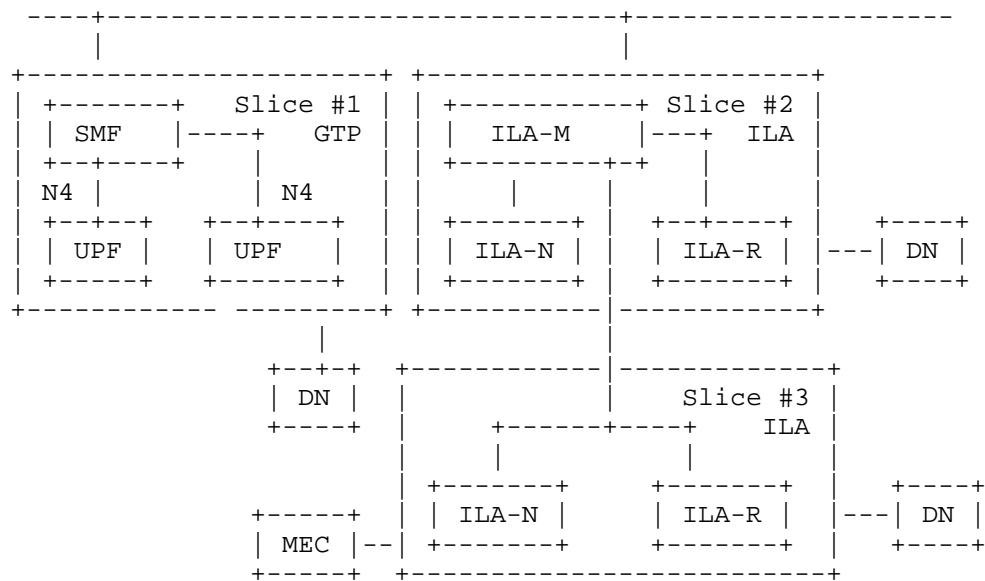 Slice #1 Slice #2
SMF GTP ILA-M ILA
N4 N4
UPF UPF ILA-N ILA-R DN
DN Slice #3
ILA
ILA-N ILA-R DN
MEC